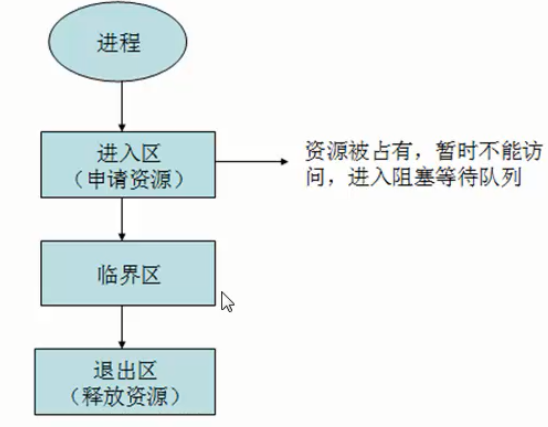 进程
进入区
（申请资源）
资源被占有，暂时不能访
问，进入阻塞等待队列
临界区
退出区
（释放资源）